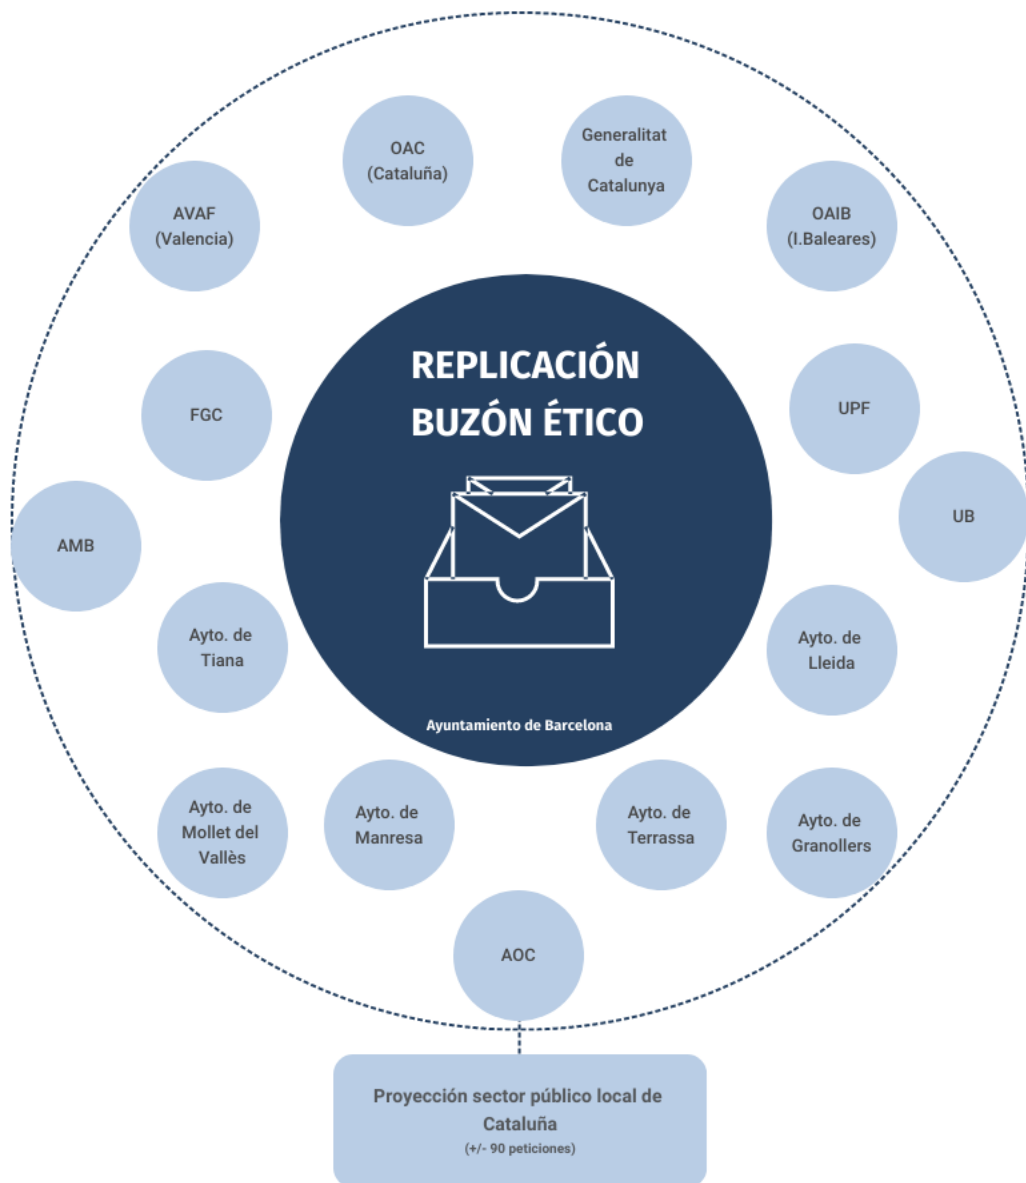 OAC
(Cataluña)
Generalitat
de
Catalunya
AVAF
(Valencia)
OAIB
(I.Baleares)
REPLICACIÓN
BUZÓN ÉTICO
FGC
UPF
AMB
UB
Ayto. de
Tiana
Ayto. de
Lleida
Ayuntamiento de Barcelona
Ayto. de
Mollet del
Vallès
Ayto. de
Manresa
Ayto. de
Terrassa
Ayto. de
Granollers
AOC
Proyección sector público local de
Cataluña
(+/- 90 peticiones)